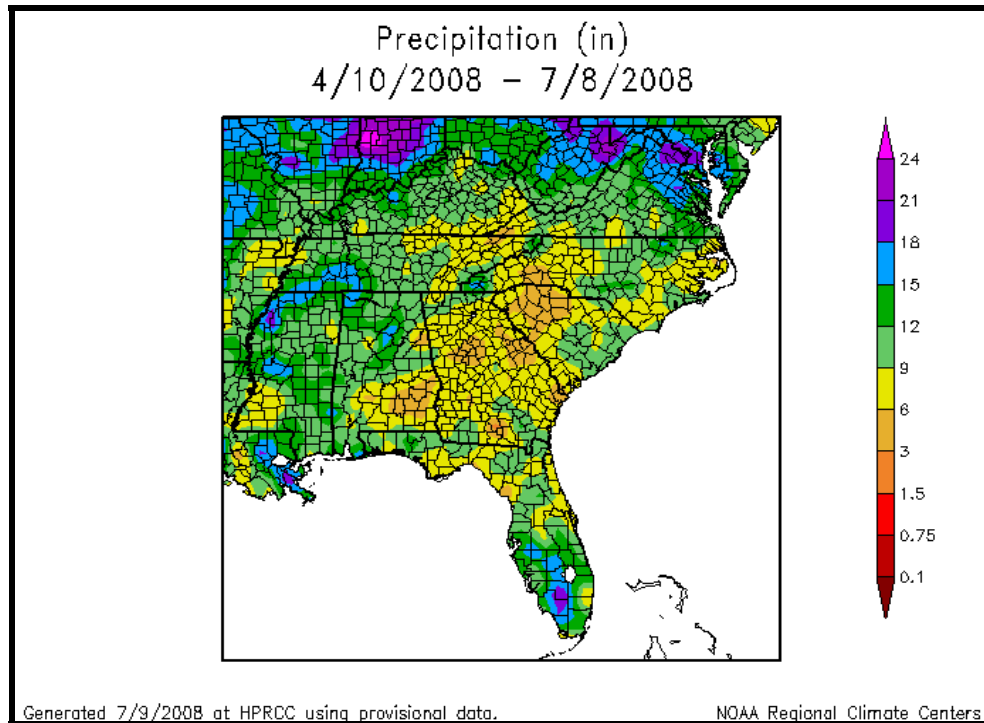 Precipitation (in)
4/10/2008 – 7/8/2008
24
21
18
15
12
9
6
3
1.5
0.75
0.1
Generated 7/9/2008 at HPRCC using provisional data.
NOAA Regional Climate Centers